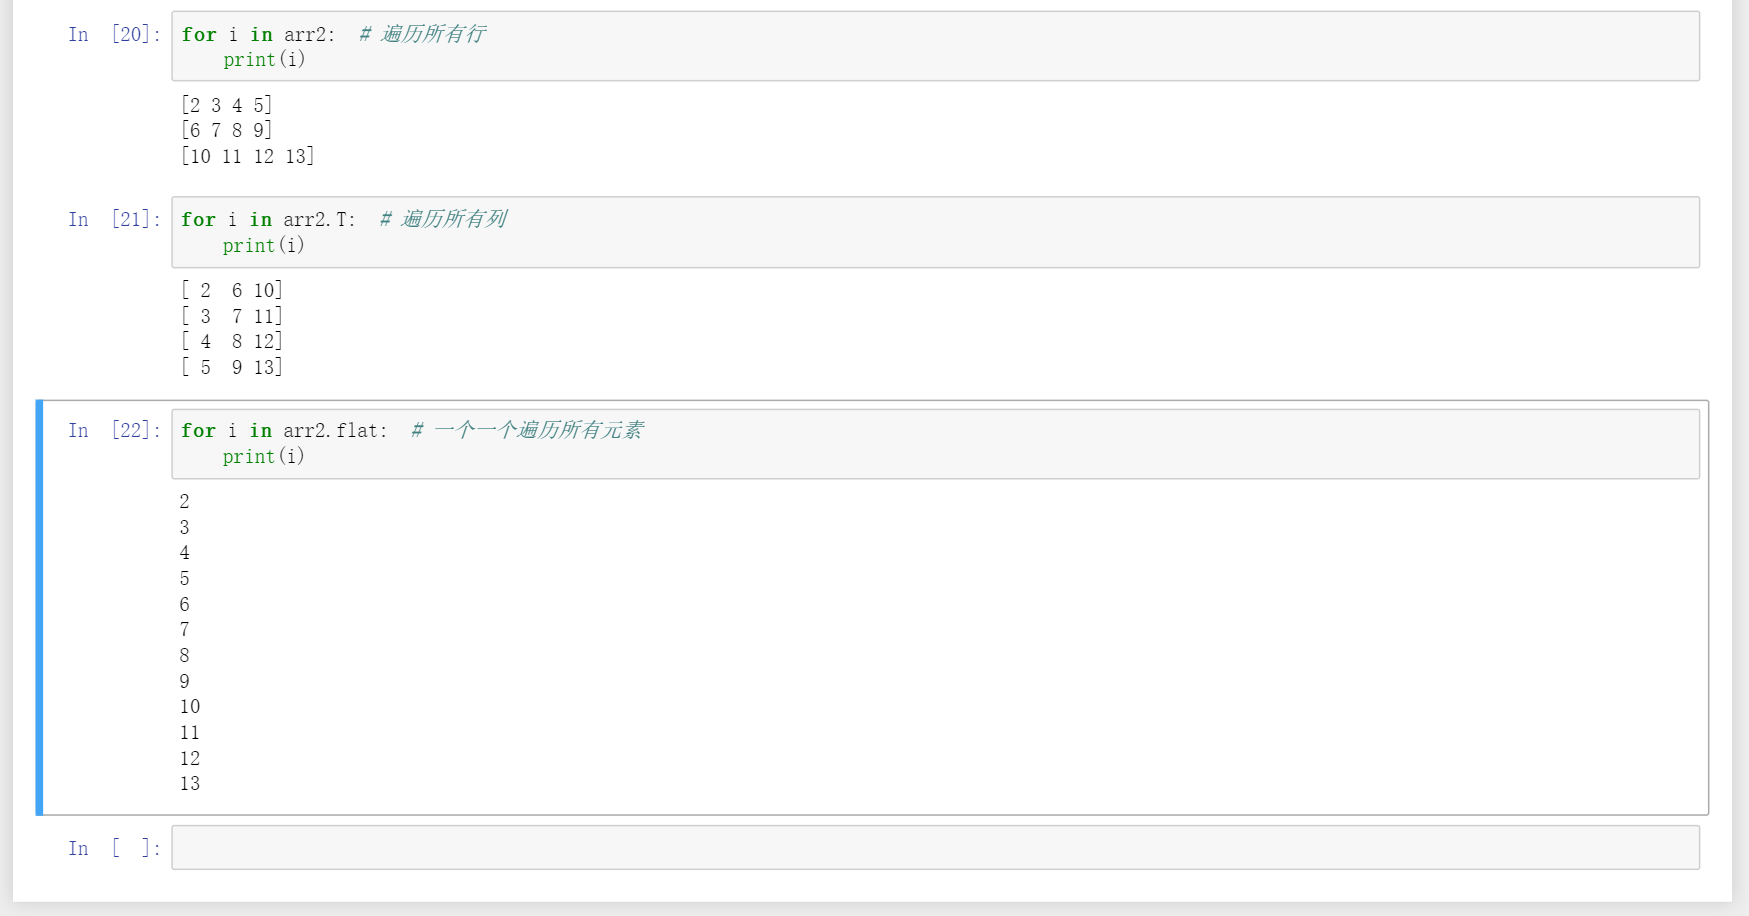 In [20]: for i in arr2:  # 遍历所有行
    print(i)
[2 3 4 5]
[6 7 8 9]
[10 11 12 13]
In [21]: for i in arr2.T:  # 遍历所有列
    print(i)
[ 2  6 10]
[ 3  7 11]
[ 4  8 12]
[ 5  9 13]
In [22]: for i in arr2.flat:  # 一个一个遍历所有元素
    print(i)
2
3
4
5
6
7
8
9
10
11
12
13
In [ ]: